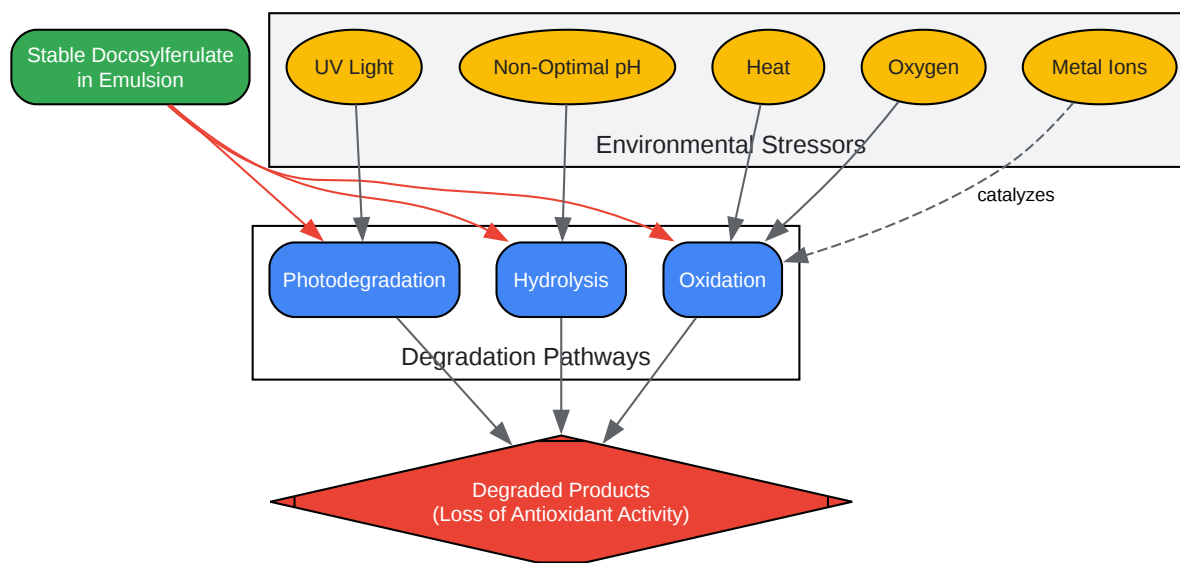 Stable Docosylferulate
in Emulsion
UV Light
Non-Optimal pH
Heat
Oxygen
Metal Ions
Environmental Stressors
catalyzes
Photodegradation
Hydrolysis
Oxidation
Degradation Pathways
Degraded Products
(Loss of Antioxidant Activity)